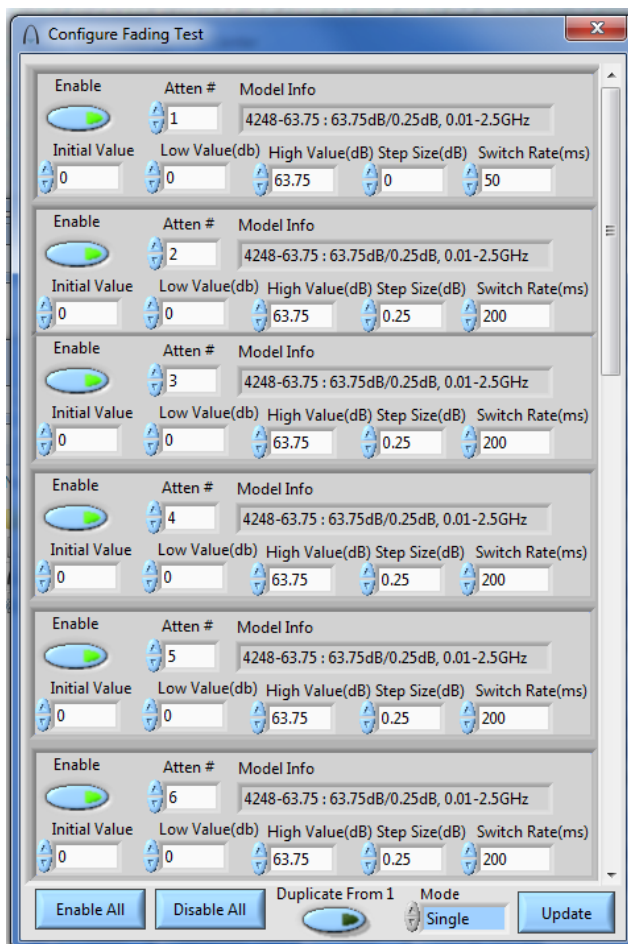 Configure Fading Test
Enable Atten # Model Info
1 4248-63.75 : 63.75dB/0.25dB, 0.01-2.5GHz
Initial Value Low Value(db) High Value(dB) Step Size(dB) Switch Rate(ms)
0 0 63.75 0 50
Enable Atten # Model Info
2 4248-63.75 : 63.75dB/0.25dB, 0.01-2.5GHz
Initial Value Low Value(db) High Value(dB) Step Size(dB) Switch Rate(ms)
0 0 63.75 0.25 200
Enable Atten # Model Info
3 4248-63.75 : 63.75dB/0.25dB, 0.01-2.5GHz
Initial Value Low Value(db) High Value(dB) Step Size(dB) Switch Rate(ms)
0 0 63.75 0.25 200
Enable Atten # Model Info
4 4248-63.75 : 63.75dB/0.25dB, 0.01-2.5GHz
Initial Value Low Value(db) High Value(dB) Step Size(dB) Switch Rate(ms)
0 0 63.75 0.25 200
Enable Atten # Model Info
5 4248-63.75 : 63.75dB/0.25dB, 0.01-2.5GHz
Initial Value Low Value(db) High Value(dB) Step Size(dB) Switch Rate(ms)
0 0 63.75 0.25 200
Enable Atten # Model Info
6 4248-63.75 : 63.75dB/0.25dB, 0.01-2.5GHz
Initial Value Low Value(db) High Value(dB) Step Size(dB) Switch Rate(ms)
0 0 63.75 0.25 200
Duplicate From 1 Mode
Enable All Disable All Single Update